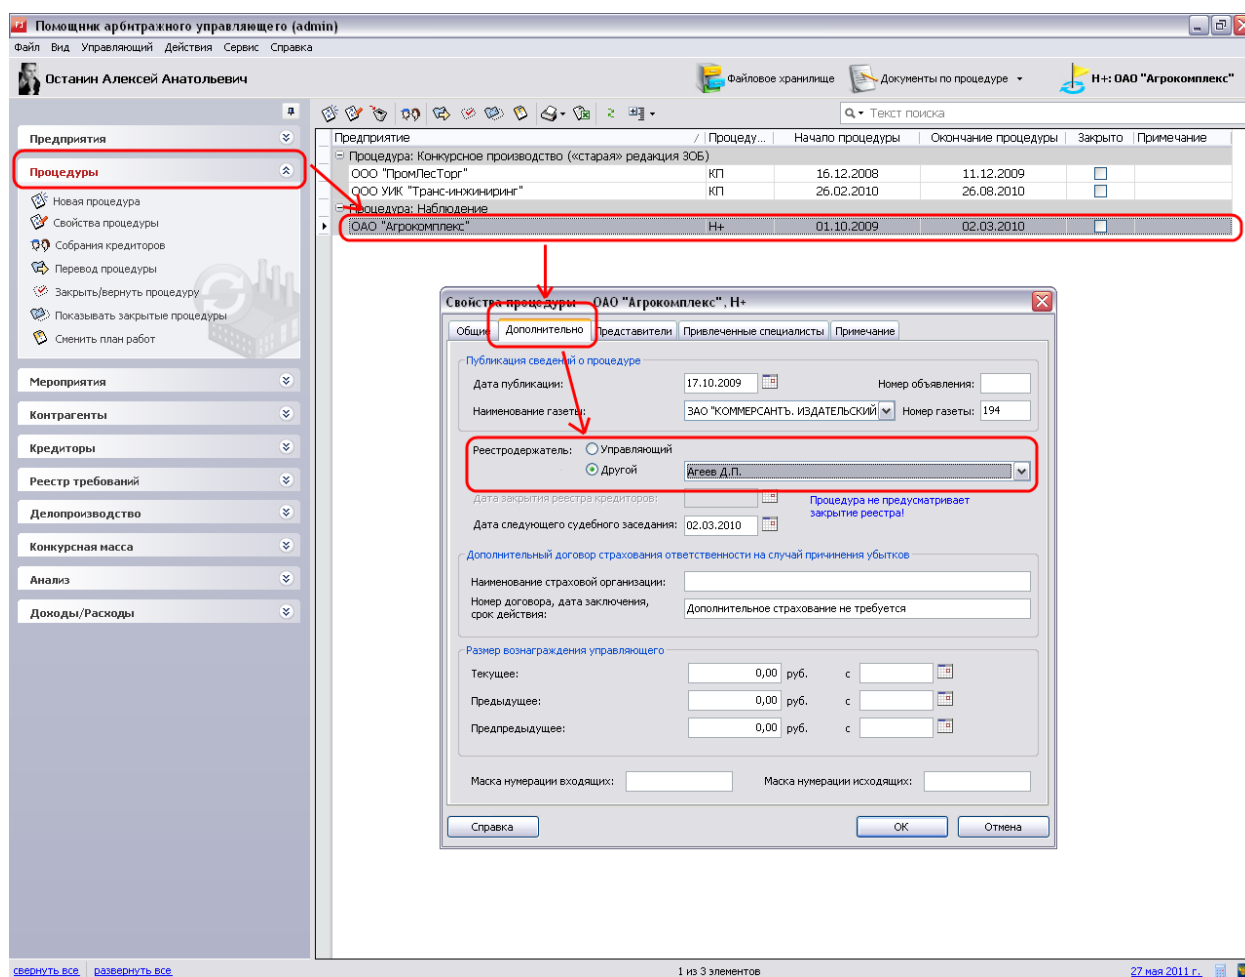 Помощник арбитражного управляющего (admin)
Файл Вид Управляющий Действия Сервис Справка
Останин Алексей Анатольевич
Файловое хранилище
Документы по процедуре
Н+: ОАО "Агрокомплекс"
Текст поиска
Предприятия
Процедуры
Новая процедура
Свойства процедуры
Собрания кредиторов
Перевод процедуры
Закрыть/вернуть процедуру
Показывать закрытые процедуры
Сменить план работ
Мероприятия
Контрагенты
Кредиторы
Реестр требований
Делопроизводство
Конкурсная масса
Анализ
Доходы/Расходы
Предприятие / Процеду... Начало процедуры Окончание процедуры Закрыто Примечание
Процедура: Конкурсное производство («старая» редакция ЗОБ)
ООО "ПромЛесТорг" КП 16.12.2008 11.12.2009
ООО УИК "Транс-инжиниринг" КП 26.02.2010 26.08.2010
Процедура: Наблюдение
ОАО "Агрокомплекс" Н+ 01.10.2009 02.03.2010
Свойства процедуры - ОАО "Агрокомплекс", Н+
Общие Дополнительно Представители Привлеченные специалисты Примечание
Публикация сведений о процедуре
Дата публикации: 17.10.2009 Номер объявления:
Наименование газеты: ЗАО "КОММЕРСАНТЪ. ИЗДАТЕЛЬСКИЙ Номер газеты: 194
Реестродержатель: Управляющий
Другой Агеев Д.П.
Дата закрытия реестра кредиторов: Процедура не предусматривает
закрытие реестра!
Дата следующего судебного заседания: 02.03.2010
Дополнительный договор страхования ответственности на случай причинения убытков
Наименование страховой организации:
Номер договора, дата заключения,
срок действия: Дополнительное страхование не требуется
Размер вознаграждения управляющего
Текущее: 0,00 руб. с
Предыдущее: 0,00 руб. с
Предпредыдущее: 0,00 руб. с
Маска нумерации входящих: Маска нумерации исходящих:
Справка ОК Отмена
свернуть все развернуть все 1 из 3 элементов 27 мая 2011 г.